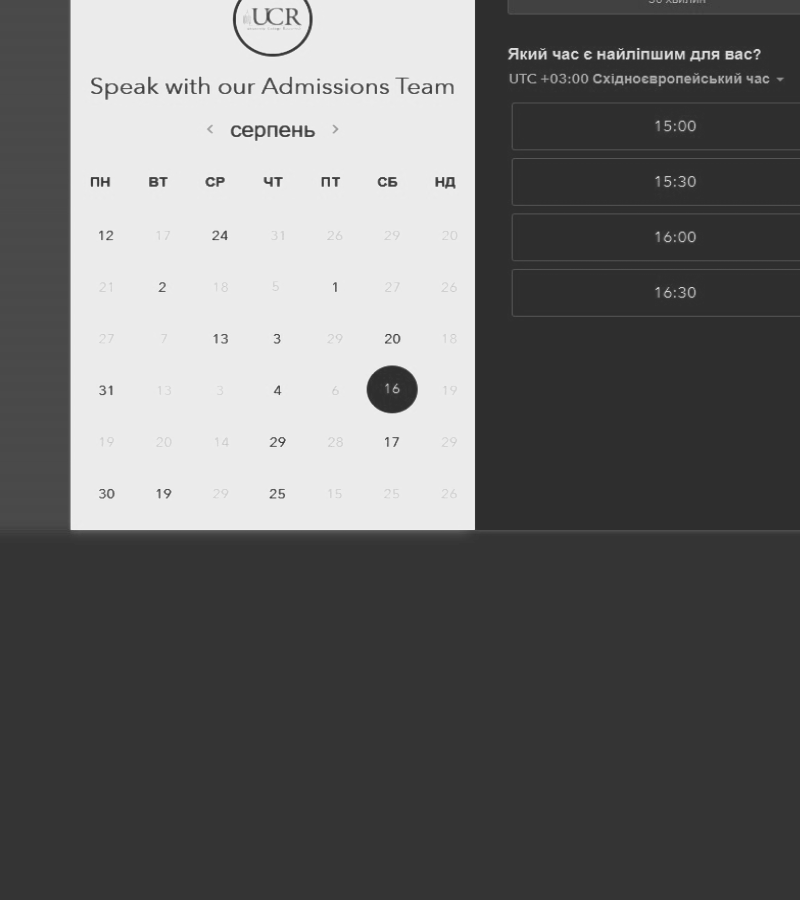 UCR
Speak with our Admissions Team
серпень
ПН ВТ СР ЧТ ПТ СБ НД
12 17 24 31 26 29 20
21 2 18 5 1 27 26
27 7 13 3 29 20 18
31 13 3 4 6 16 19
19 20 14 29 28 17 29
30 19 29 25 15 25 26
Який час є найліпшим для вас?
UTC +03:00 Східноєвропейський час
15:00
15:30
16:00
16:30